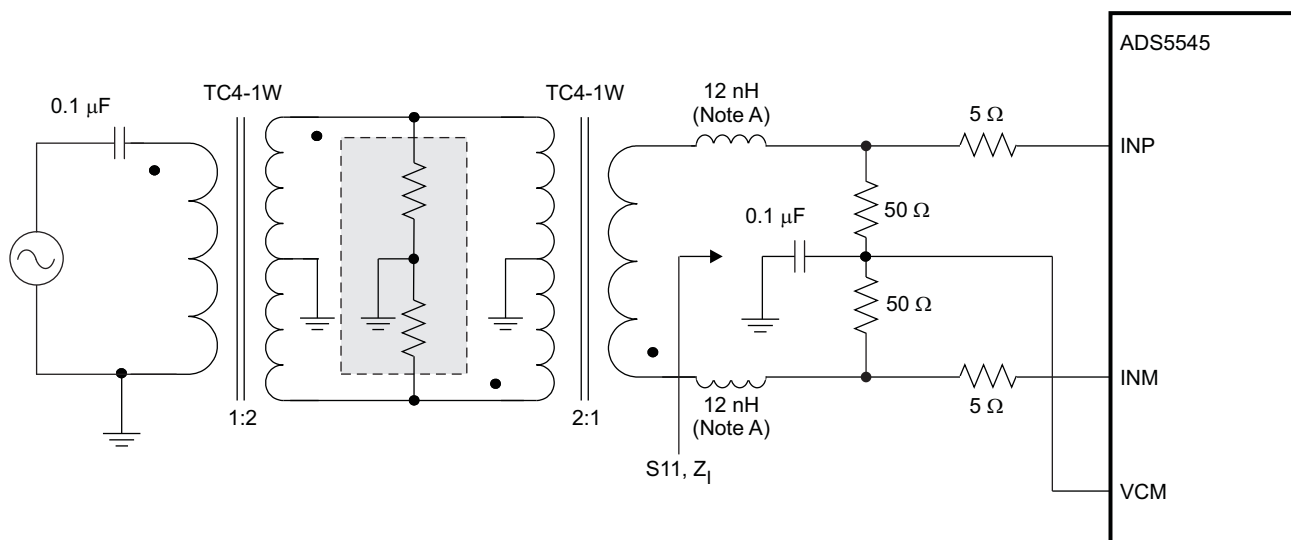 ADS5545
0.1 μF
TC4-1W
TC4-1W
12 nH
(Note A)
5 Ω
INP
0.1 μF
50 Ω
50 Ω
INM
5 Ω
12 nH
(Note A)
1:2
2:1
S11, ZI
VCM